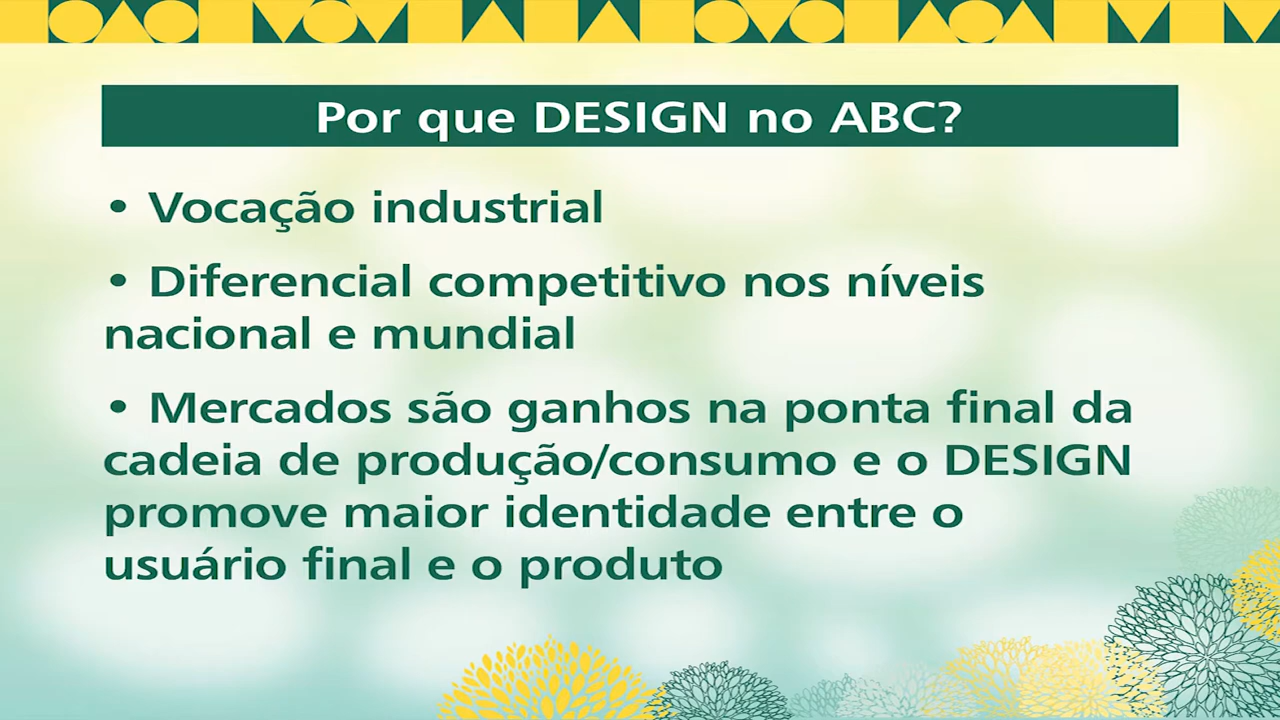 Por que DESIGN no ABC?
• Vocação industrial
• Diferencial competitivo nos níveis
nacional e mundial
• Mercados são ganhos na ponta final da
cadeia de produção/consumo e o DESIGN
promove maior identidade entre o
usuário final e o produto